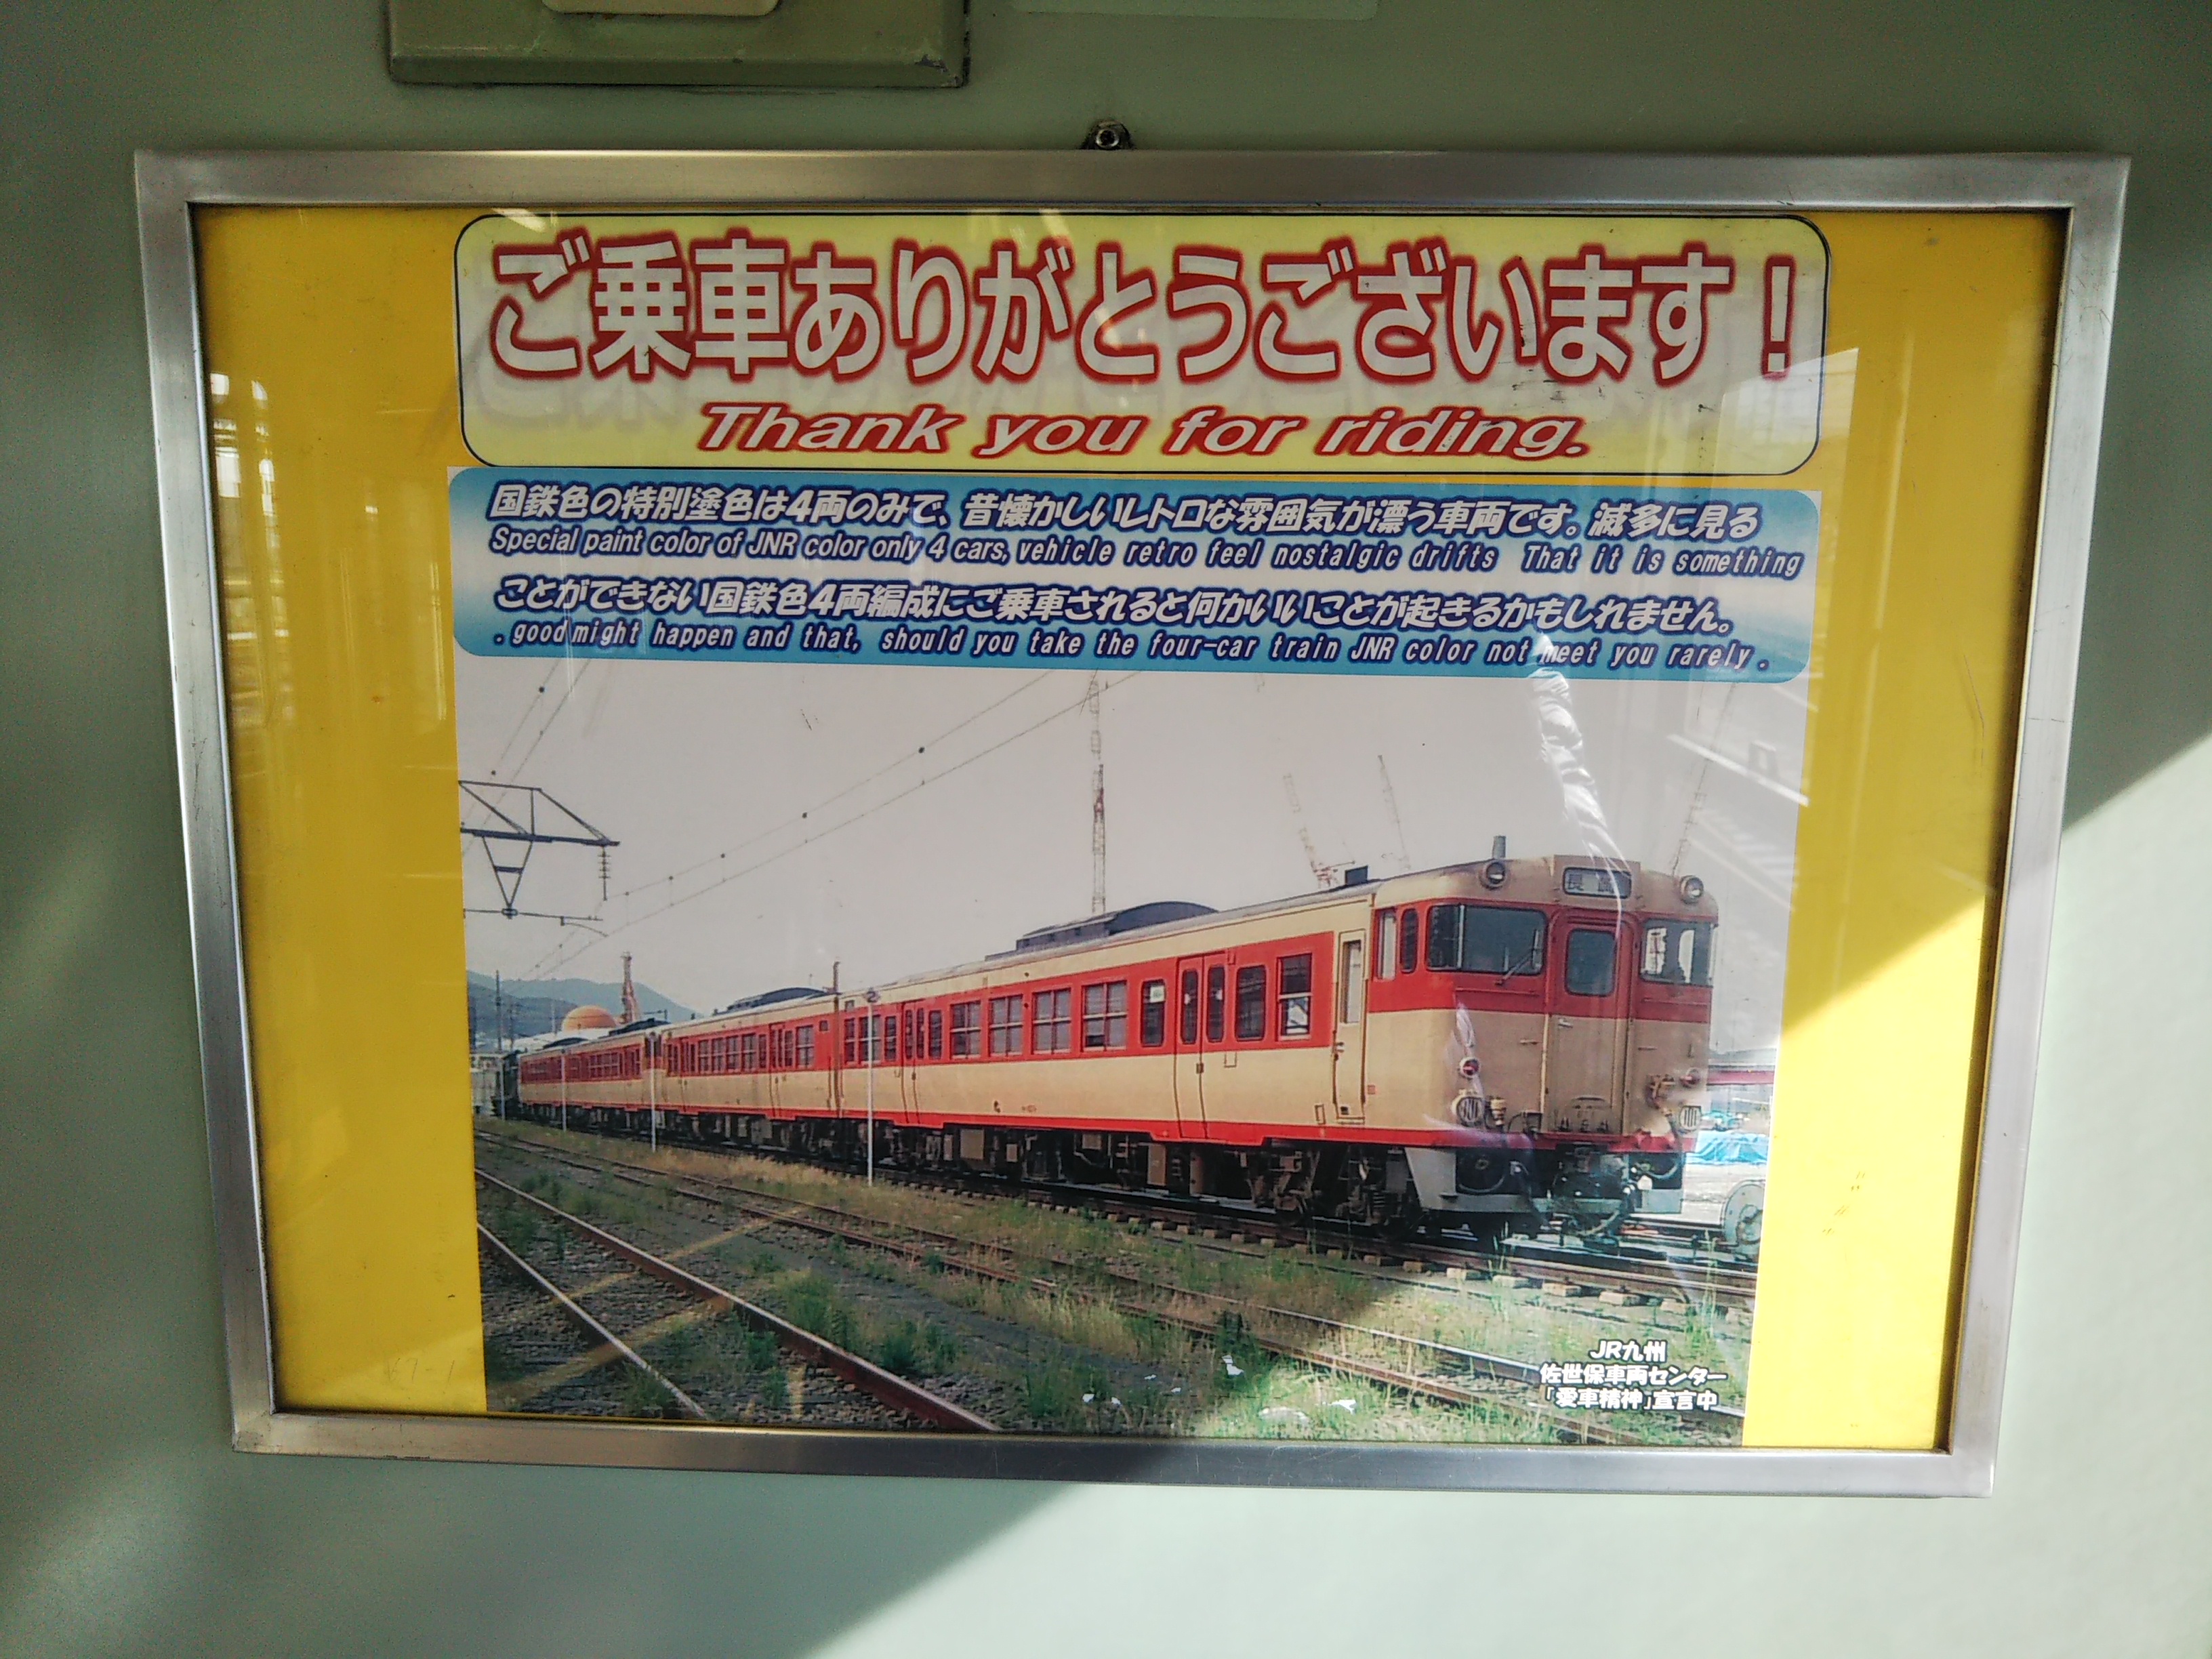 ご乗車ありがとうございます！
Thank you for riding.
国鉄色の特別塗色は4両のみで、昔懐かしいレトロな雰囲気が漂う車両です。滅多に見る
Special paint color of JNR color only 4 cars, vehicle retro feel nostalgic drifts That it is something
ことができない国鉄色4両編成にご乗車されると何かいいことが起きるかもしれません。
. good might happen and that, should you take the four-car train JNR color not meet you rarely .
JR九州
佐世保車両センター
「愛車精神」宣言中